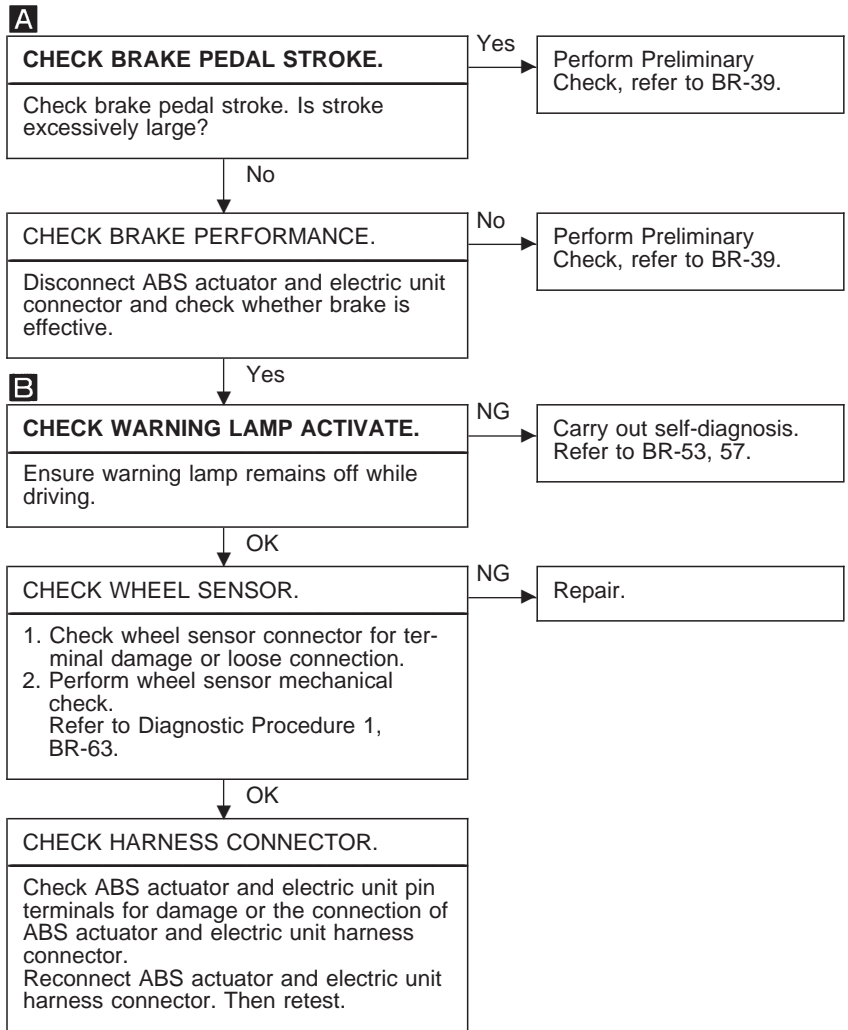 A
CHECK BRAKE PEDAL STROKE.
Check brake pedal stroke. Is stroke
excessively large?
Yes
Perform Preliminary
Check, refer to BR-39.
No
CHECK BRAKE PERFORMANCE.
Disconnect ABS actuator and electric unit
connector and check whether brake is
effective.
No
Perform Preliminary
Check, refer to BR-39.
Yes
B
CHECK WARNING LAMP ACTIVATE.
Ensure warning lamp remains off while
driving.
NG
Carry out self-diagnosis.
Refer to BR-53, 57.
OK
CHECK WHEEL SENSOR.
1. Check wheel sensor connector for ter-
minal damage or loose connection.
2. Perform wheel sensor mechanical
check.
Refer to Diagnostic Procedure 1,
BR-63.
NG
Repair.
OK
CHECK HARNESS CONNECTOR.
Check ABS actuator and electric unit pin
terminals for damage or the connection of
ABS actuator and electric unit harness
connector.
Reconnect ABS actuator and electric unit
harness connector. Then retest.